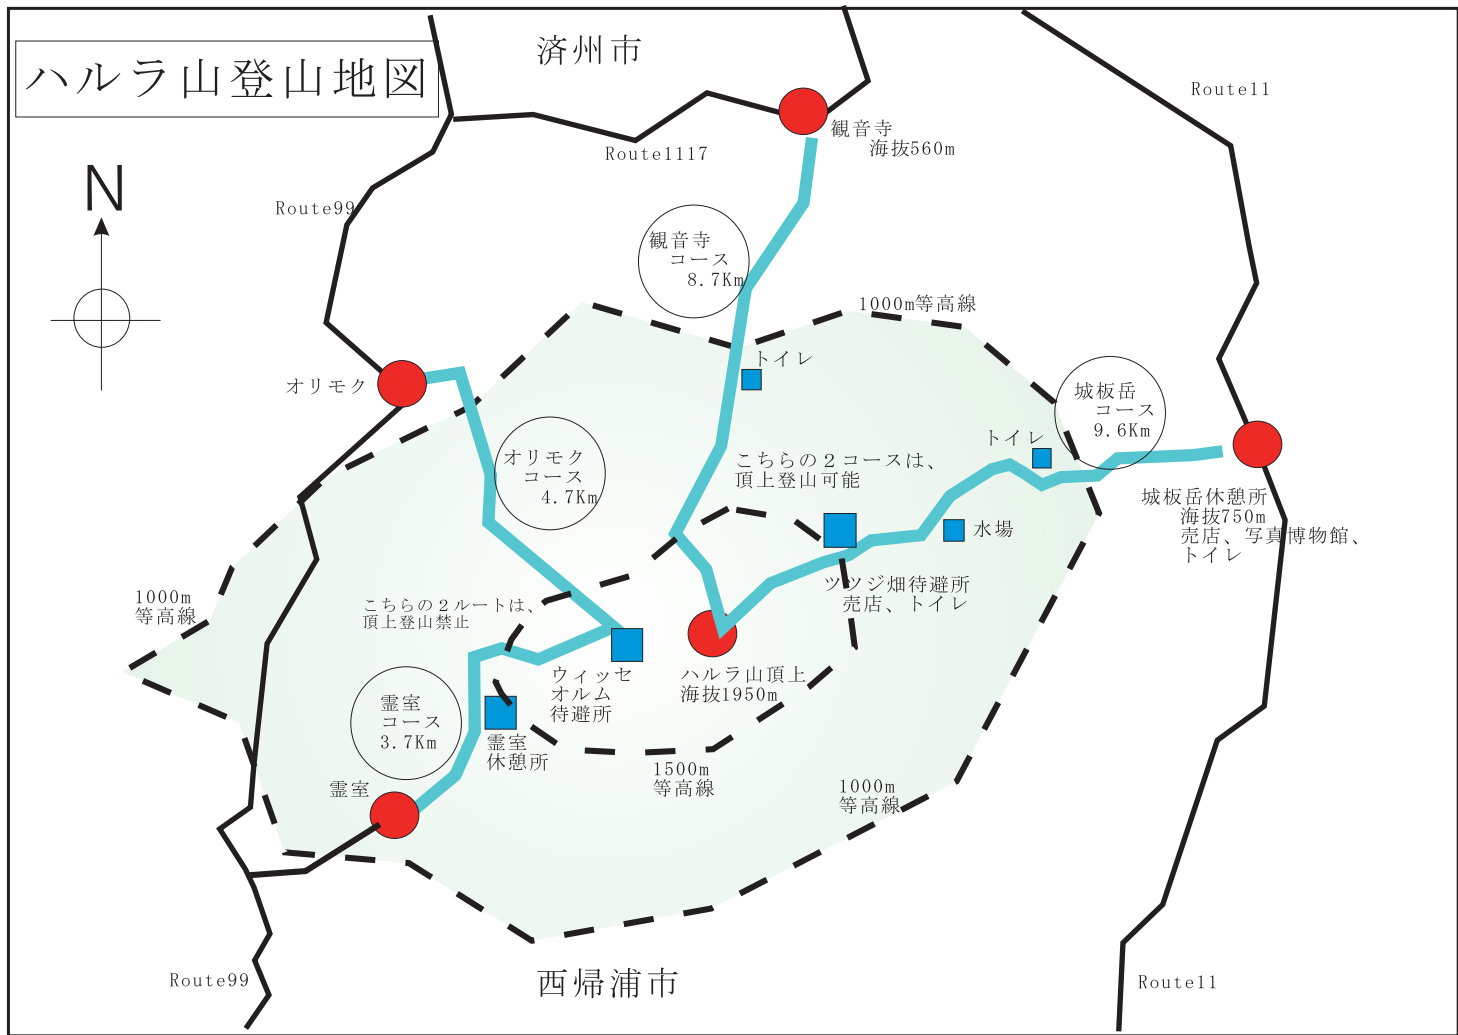 ハルラ山登山地図
済州市
Route11
観音寺
海抜560m
Route1117
N
Route99
観音寺
コース
8.7Km
1000m等高線
トイレ
オリモク
城板岳
コース
9.6Km
トイレ
オリモク
コース
4.7Km
こちらの２コースは、
頂上登山可能
城板岳休憩所
海抜750m
売店、写真博物館、
トイレ
水場
ツツジ畑待避所
売店、トイレ
1000m
等高線
こちらの２ルートは、
頂上登山禁止
ウィッセ
オルム
待避所
ハルラ山頂上
海抜1950m
霊室
コース
3.7Km
霊室
休憩所
1500m
等高線
1000m
等高線
霊室
Route99
西帰浦市
Route11